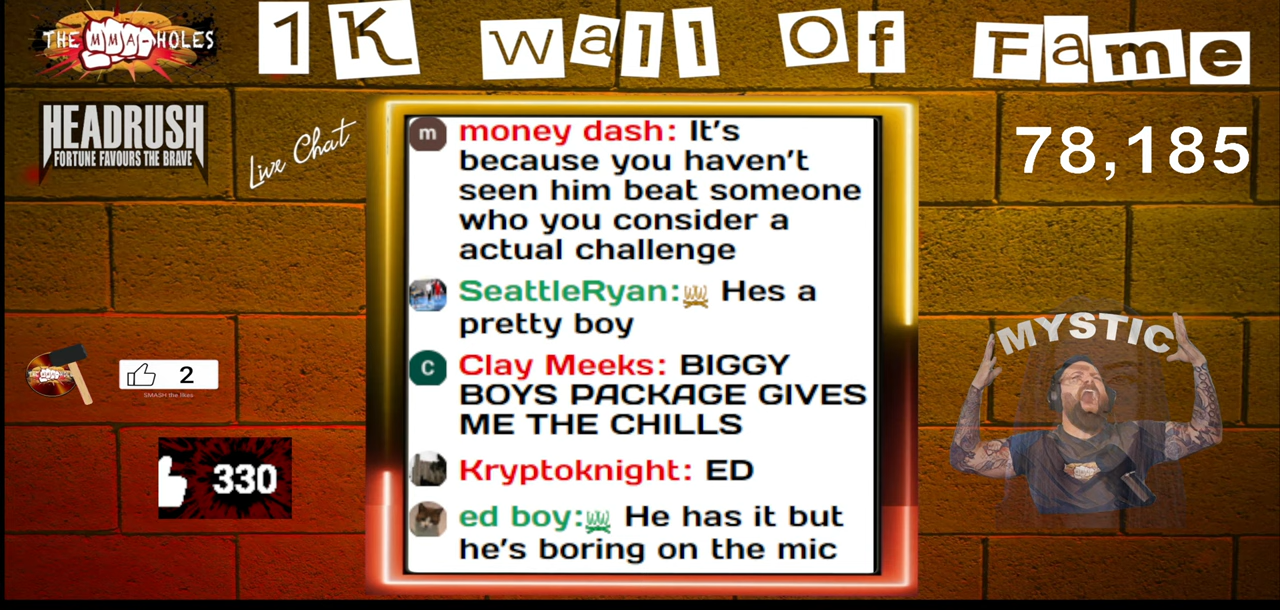 THE MMA-HOLES
1K Wall Of Fame
HEADRUSH
FORTUNE FAVOURS THE BRAVE
Live Chat
78,185
m money dash: It's
because you haven't
seen him beat someone
who you consider a
actual challenge
SeattleRyan: Hes a
pretty boy
C Clay Meeks: BIGGY
BOYS PACKAGE GIVES
ME THE CHILLS
Kryptoknight: ED
ed boy: He has it but
he's boring on the mic
MYSTIC
2
SMASH the likes
330